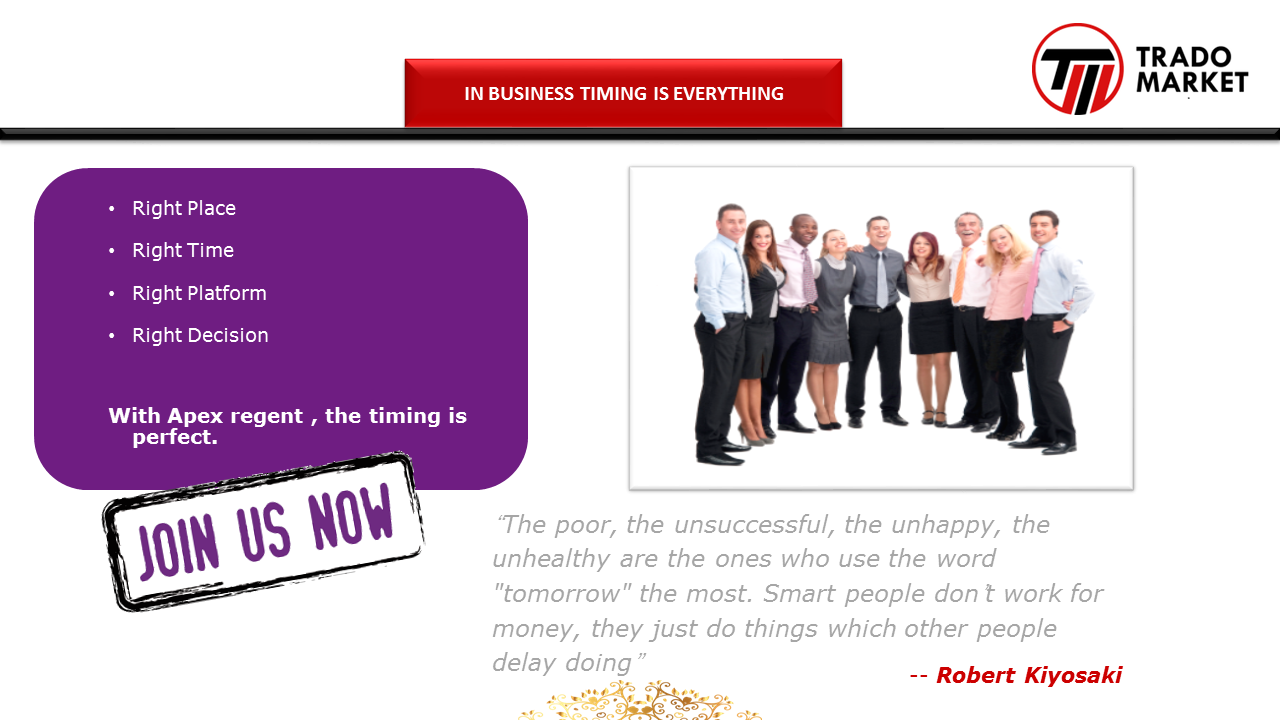 IN BUSINESS TIMING IS EVERYTHING
TRADO
MARKET
• Right Place
• Right Time
• Right Platform
• Right Decision
With Apex regent , the timing is
perfect.
JOIN US NOW
“The poor, the unsuccessful, the unhappy, the
unhealthy are the ones who use the word
"tomorrow" the most. Smart people don’t work for
money, they just do things which other people
delay doing”
-- Robert Kiyosaki